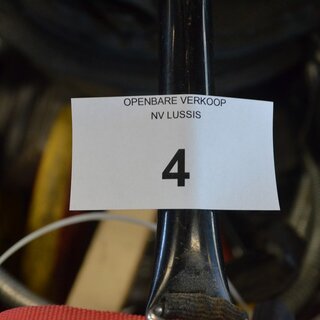 OPENBARE VERKOOP
NV LUSSIS
4